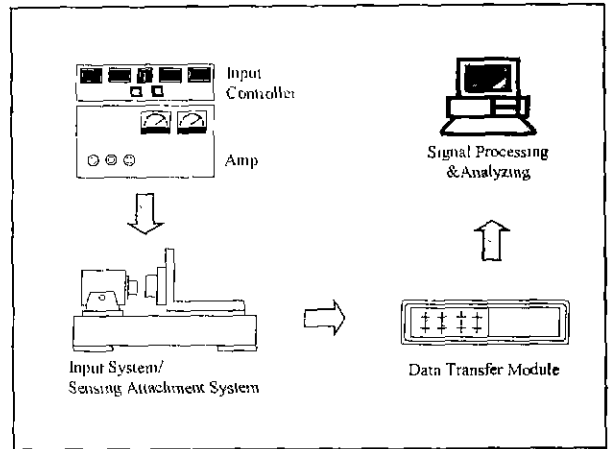 Input
Controller
Amp
Input System/
Sensing Attachment System
Data Transfer Module
Signal Processing
&Analyzing